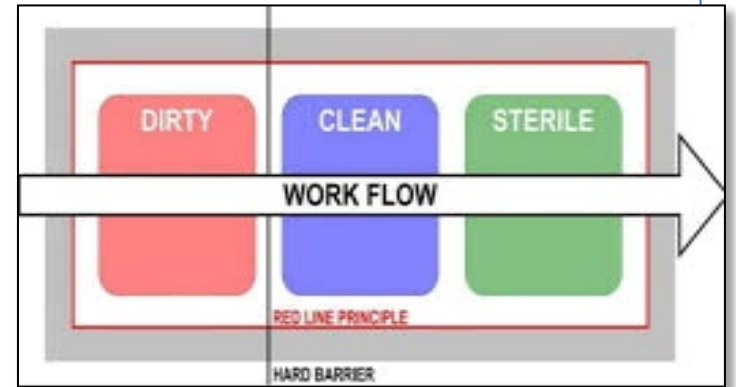 DIRTY
CLEAN
STERILE
WORK FLOW
RED LINE PRINCIPLE
HARD BARRIER